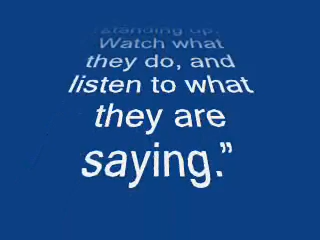 standing up.
Watch what
they do, and
listen to what
they are
saying.”